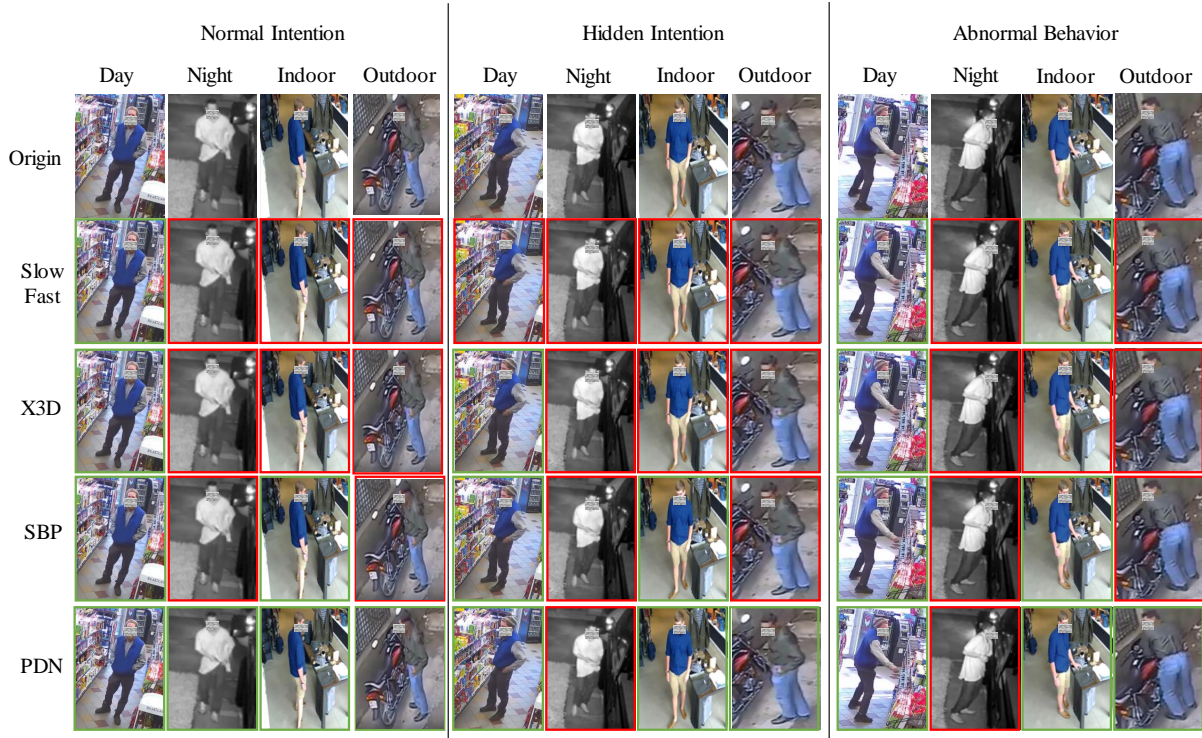 Normal Intention
Hidden Intention
Abnormal Behavior
Day Night Indoor Outdoor
Day Night Indoor Outdoor
Day Night Indoor Outdoor
Origin
Slow
Fast
X3D
SBP
PDN